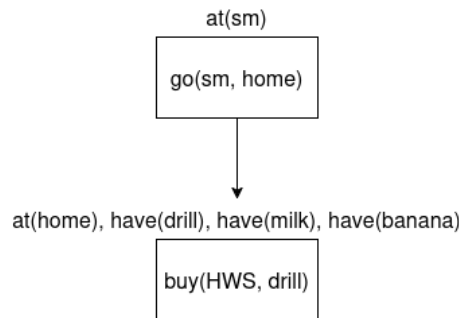 at(sm)
go(sm, home)
at(home), have(drill), have(milk), have(banana)
buy(HWS, drill)